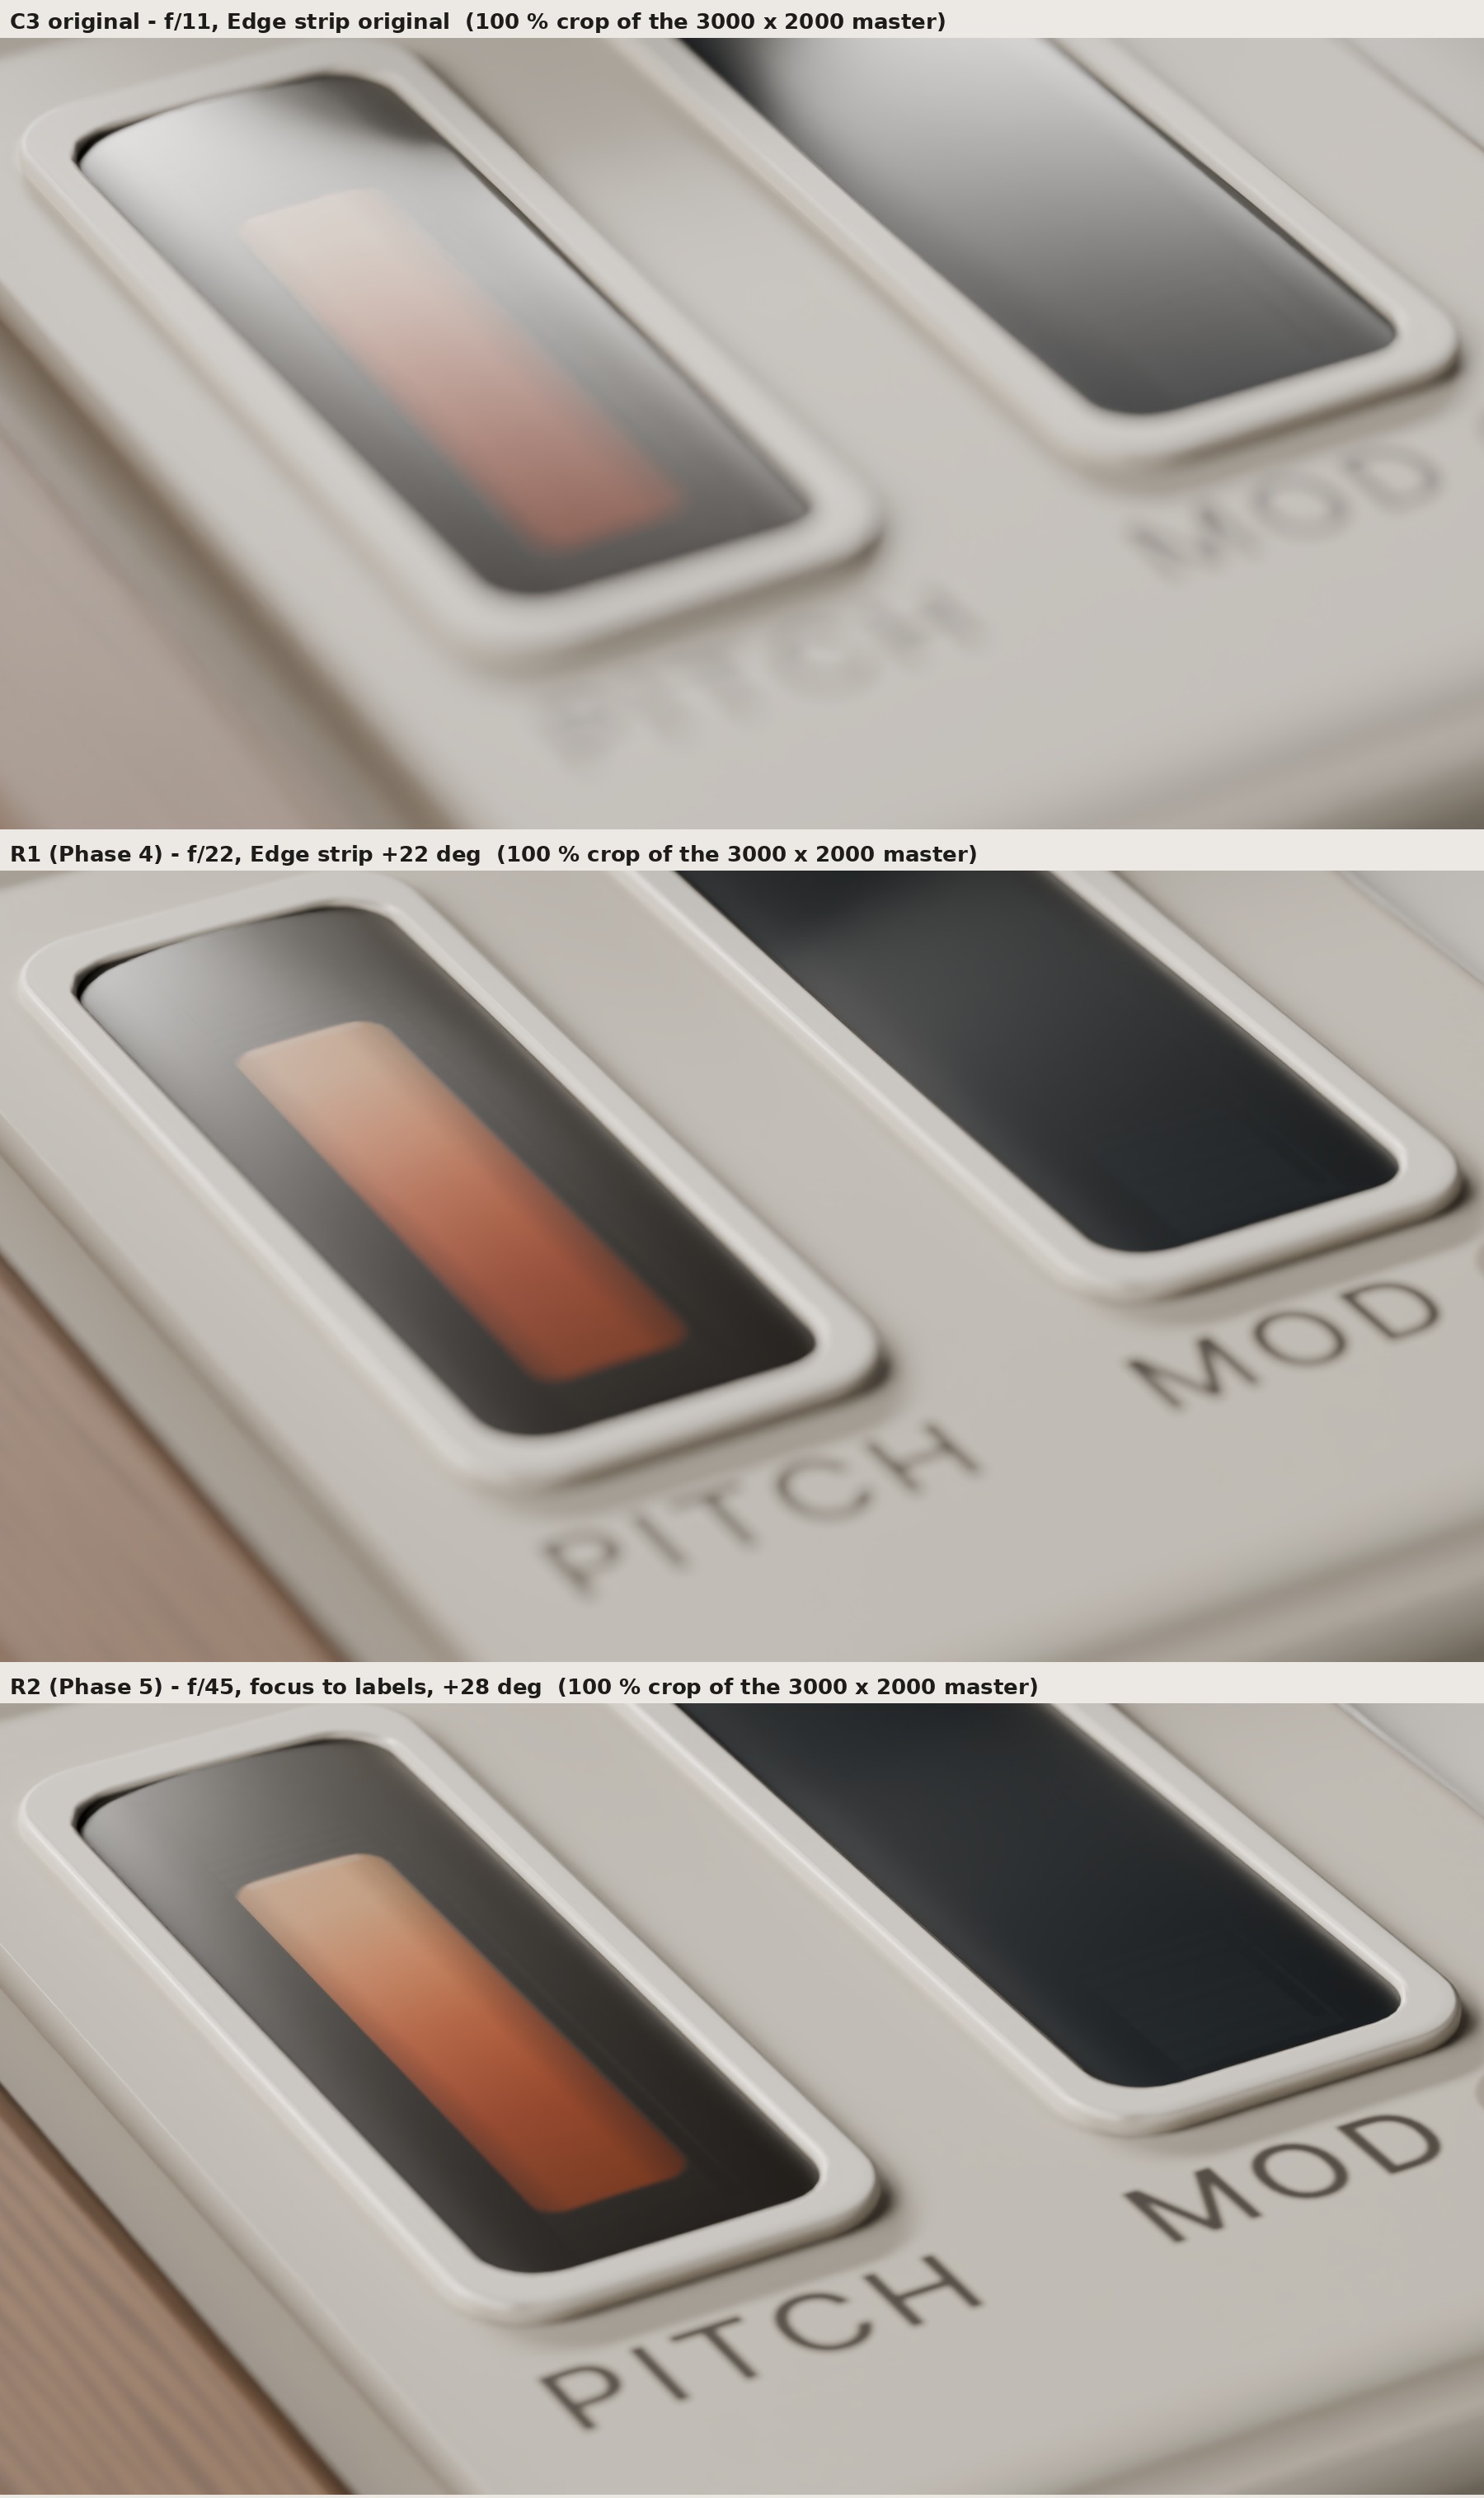 C3 original - f/11, Edge strip original  (100 % crop of the 3000 x 2000 master)
MOD
PITCH
R1 (Phase 4) - f/22, Edge strip +22 deg  (100 % crop of the 3000 x 2000 master)
MOD
PITCH
R2 (Phase 5) - f/45, focus to labels, +28 deg  (100 % crop of the 3000 x 2000 master)
MOD
PITCH